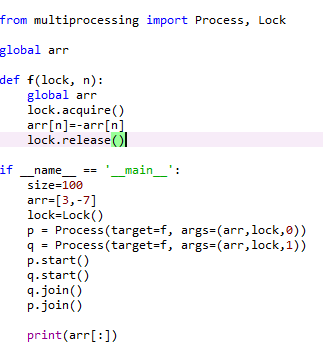 from multiprocessing import Process, Lock
global arr
def f(lock, n):
    global arr
    lock.acquire()
    arr[n]=-arr[n]
    lock.release()
if __name__ == '__main__':
    size=100
    arr=[3,-7]
    lock=Lock()
    p = Process(target=f, args=(arr,lock,0))
    q = Process(target=f, args=(arr,lock,1))
    p.start()
    q.start()
    q.join()
    p.join()
    print(arr[:])